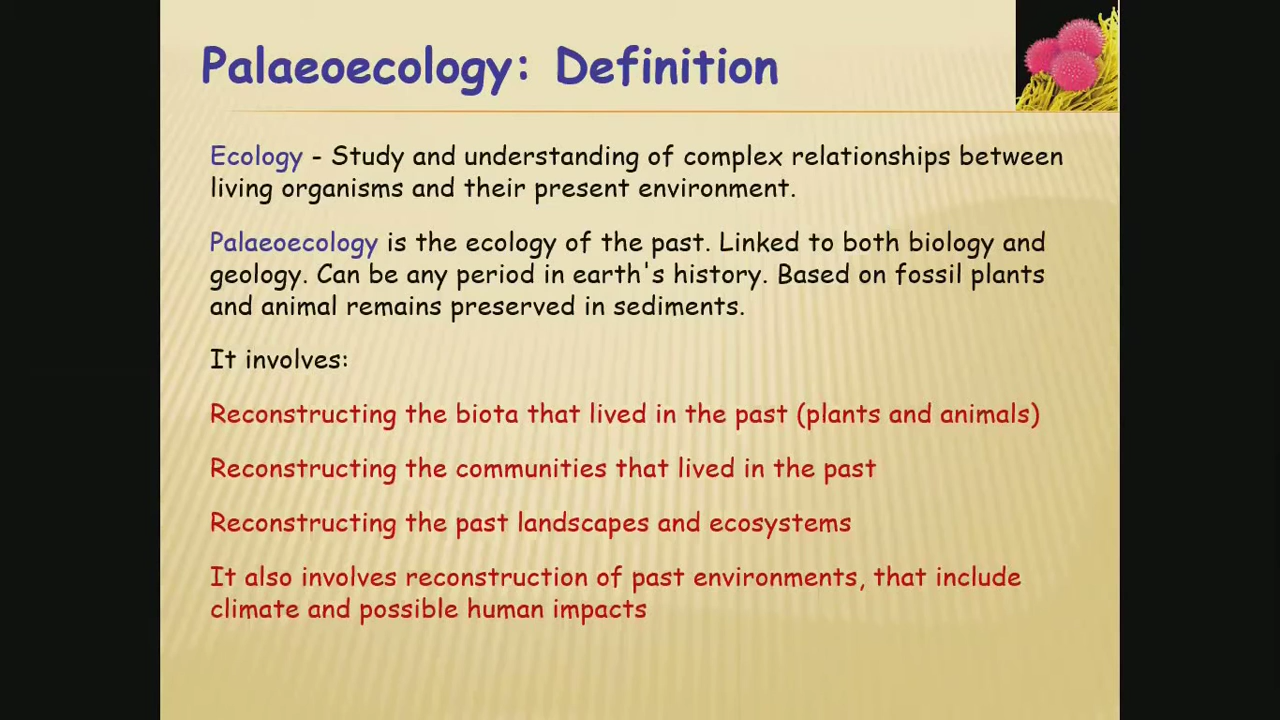 Palaeoecology: Definition
Ecology - Study and understanding of complex relationships between
living organisms and their present environment.
Palaeoecology is the ecology of the past. Linked to both biology and
geology. Can be any period in earth's history. Based on fossil plants
and animal remains preserved in sediments.
It involves:
Reconstructing the biota that lived in the past (plants and animals)
Reconstructing the communities that lived in the past
Reconstructing the past landscapes and ecosystems
It also involves reconstruction of past environments, that include
climate and possible human impacts